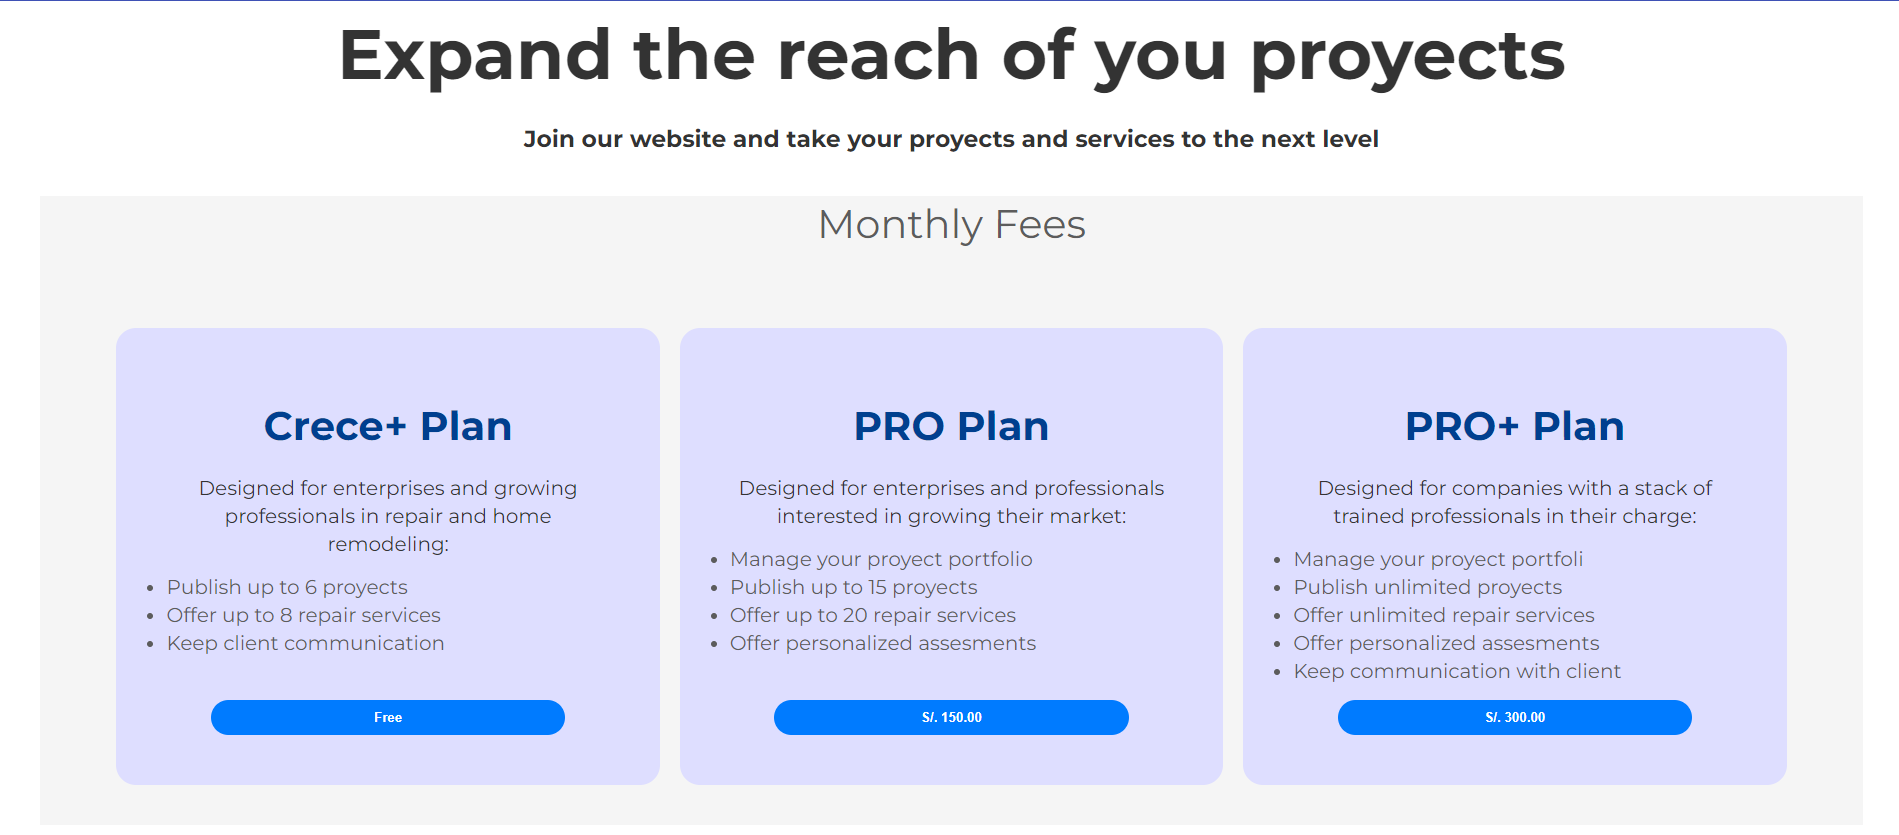 Expand the reach of you proyects
Join our website and take your proyects and services to the next level
Monthly Fees
Crece+ Plan
Designed for enterprises and growing
professionals in repair and home
remodeling:
• Publish up to 6 proyects
• Offer up to 8 repair services
• Keep client communication
Free
PRO Plan
Designed for enterprises and professionals
interested in growing their market:
• Manage your proyect portfolio
• Publish up to 15 proyects
• Offer up to 20 repair services
• Offer personalized assesments
S/. 150.00
PRO+ Plan
Designed for companies with a stack of
trained professionals in their charge:
• Manage your proyect portfoli
• Publish unlimited proyects
• Offer unlimited repair services
• Offer personalized assesments
• Keep communication with client
S/. 300.00